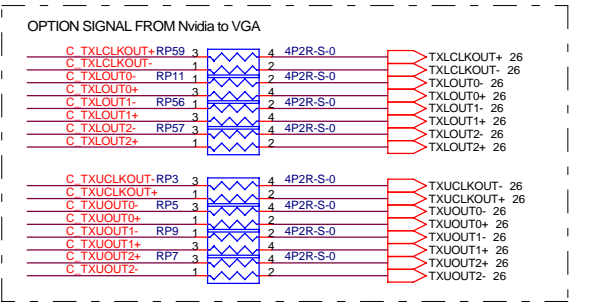 OPTION SIGNAL FROM Nvidia to VGA
C_TXLCLKOUT+ RP59 3 4 4P2R-S-0 TXLCLKOUT+ 26
C_TXLCLKOUT- 1 2 TXLCLKOUT- 26
C_TXLOUT0- RP11 1 2 4P2R-S-0 TXLOUT0- 26
C_TXLOUT0+ 3 4 TXLOUT0+ 26
C_TXLOUT1- RP56 1 2 4P2R-S-0 TXLOUT1- 26
C_TXLOUT1+ 3 4 TXLOUT1+ 26
C_TXLOUT2- RP57 3 4 4P2R-S-0 TXLOUT2- 26
C_TXLOUT2+ 1 2 TXLOUT2+ 26
C_TXUCLKOUT- RP3 3 4 4P2R-S-0 TXUCLKOUT- 26
C_TXUCLKOUT+ 1 2 TXUCLKOUT+ 26
C_TXUOUT0- RP5 3 4 4P2R-S-0 TXUOUT0- 26
C_TXUOUT0+ 1 2 TXUOUT0+ 26
C_TXUOUT1- RP9 1 2 4P2R-S-0 TXUOUT1- 26
C_TXUOUT1+ 3 4 TXUOUT1+ 26
C_TXUOUT2+ RP7 3 4 4P2R-S-0 TXUOUT2+ 26
C_TXUOUT2- 1 2 TXUOUT2- 26